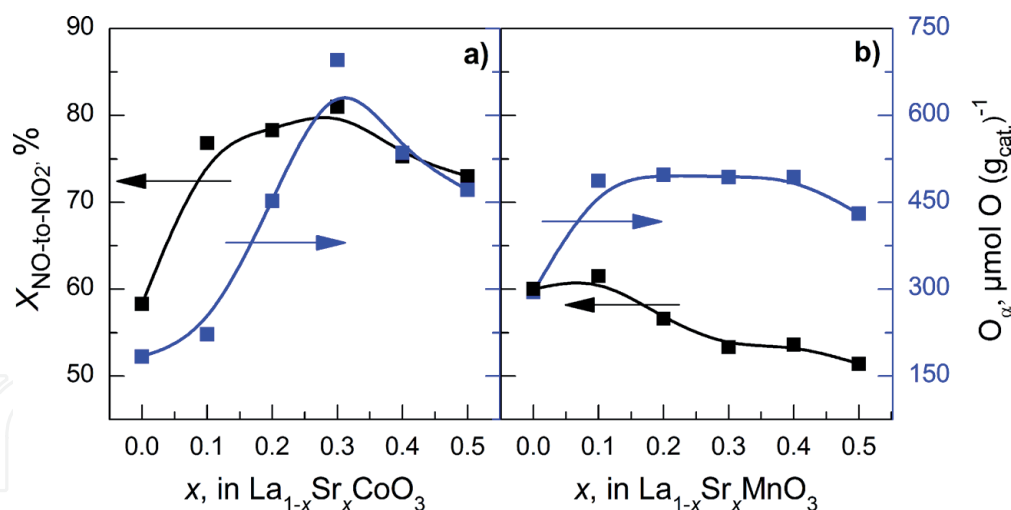 90
80
70
60
50
X NO-to-NO2, %
a)
0.0 0.1 0.2 0.3 0.4 0.5
x, in La1-xSrxCoO3
b)
0.0 0.1 0.2 0.3 0.4 0.5
x, in La1-xSrxMnO3
750
600
450
300
150
Oα, μmol O (gcat.)-1